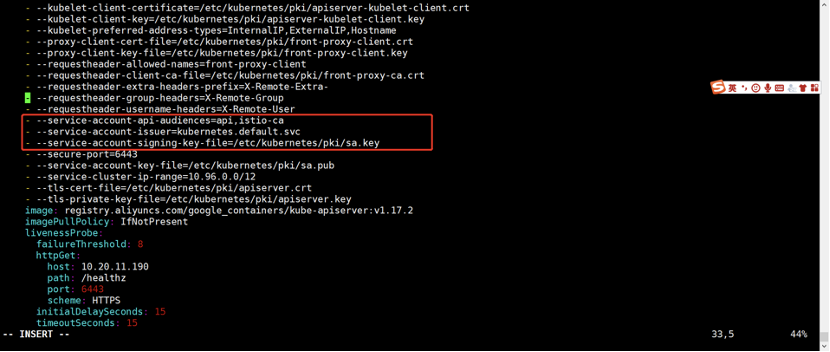 - --kubelet-client-certificate=/etc/kubernetes/pki/apiserver-kubelet-client.crt
- --kubelet-client-key=/etc/kubernetes/pki/apiserver-kubelet-client.key
- --kubelet-preferred-address-types=InternalIP,ExternalIP,Hostname
- --proxy-client-cert-file=/etc/kubernetes/pki/front-proxy-client.crt
- --proxy-client-key-file=/etc/kubernetes/pki/front-proxy-client.key
- --requestheader-allowed-names=front-proxy-client
- --requestheader-client-ca-file=/etc/kubernetes/pki/front-proxy-ca.crt
- --requestheader-extra-headers-prefix=X-Remote-Extra-
- --requestheader-group-headers=X-Remote-Group
- --requestheader-username-headers=X-Remote-User
- --service-account-api-audiences=api,istio-ca
- --service-account-issuer=kubernetes.default.svc
- --service-account-signing-key-file=/etc/kubernetes/pki/sa.key
- --secure-port=6443
- --service-account-key-file=/etc/kubernetes/pki/sa.pub
- --service-cluster-ip-range=10.96.0.0/12
- --tls-cert-file=/etc/kubernetes/pki/apiserver.crt
- --tls-private-key-file=/etc/kubernetes/pki/apiserver.key
image: registry.aliyuncs.com/google_containers/kube-apiserver:v1.17.2
imagePullPolicy: IfNotPresent
livenessProbe:
failureThreshold: 8
httpGet:
host: 10.20.11.190
path: /healthz
port: 6443
scheme: HTTPS
initialDelaySeconds: 15
timeoutSeconds: 15
-- INSERT -- 33,5 44%
S 英